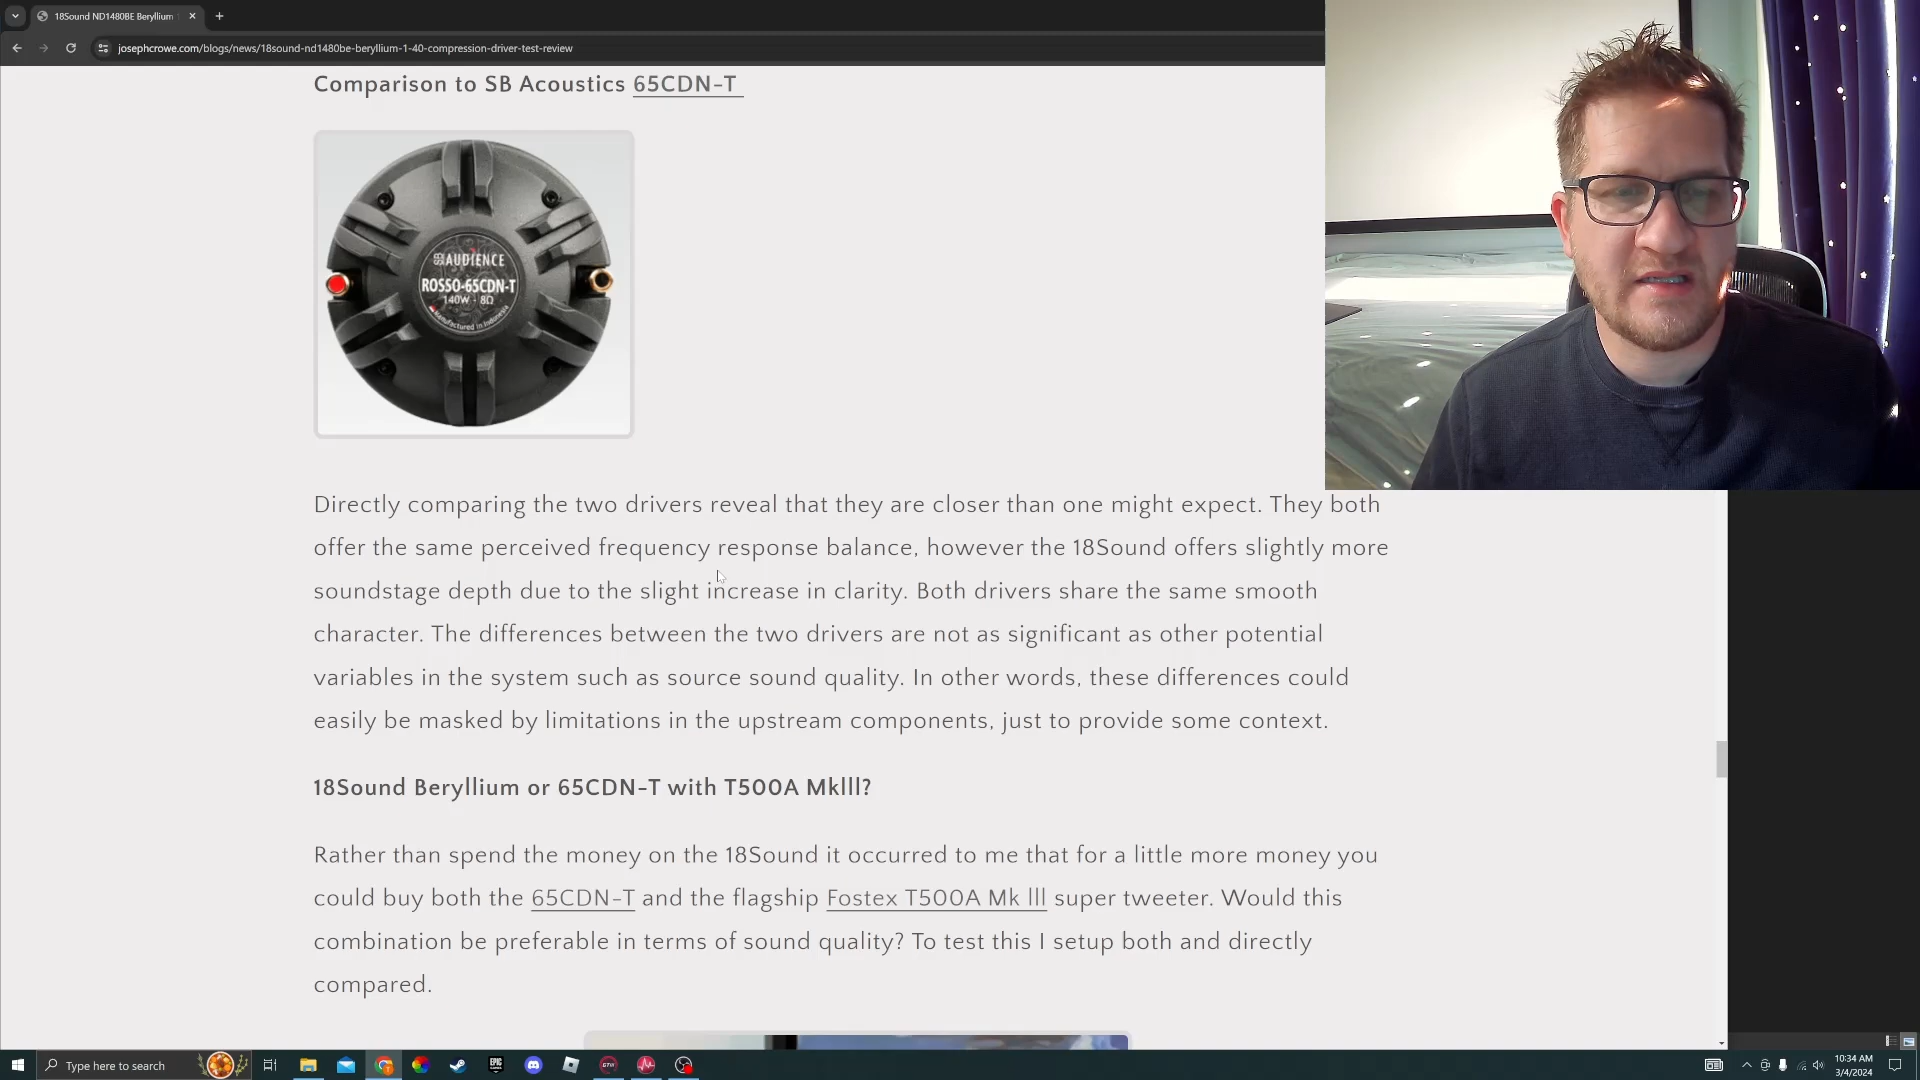 18Sound ND1480BE Beryllium
josephcrowe.com/blogs/news/18sound-nd1480be-beryllium-1-40-compression-driver-test-review
Comparison to SB Acoustics 65CDN-T
SB AUDIENCE
ROSSO-65CDN-T
140W - 8Ω
Manufactured in Indonesia
Directly comparing the two drivers reveal that they are closer than one might expect. They both
offer the same perceived frequency response balance, however the 18Sound offers slightly more
soundstage depth due to the slight increase in clarity. Both drivers share the same smooth
character. The differences between the two drivers are not as significant as other potential
variables in the system such as source sound quality. In other words, these differences could
easily be masked by limitations in the upstream components, just to provide some context.
18Sound Beryllium or 65CDN-T with T500A Mklll?
Rather than spend the money on the 18Sound it occurred to me that for a little more money you
could buy both the 65CDN-T and the flagship Fostex T500A Mk lll super tweeter. Would this
combination be preferable in terms of sound quality? To test this I setup both and directly
compared.
Type here to search
10:34 AM
3/4/2024